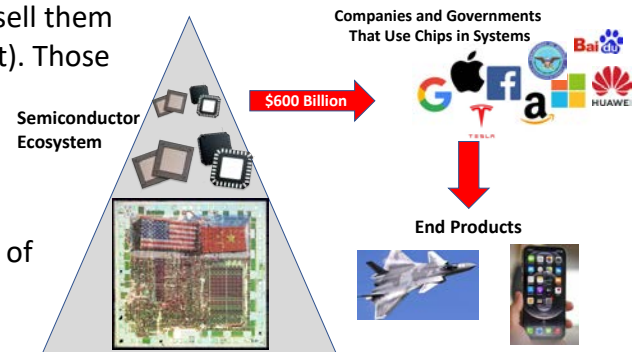 sell them
t). Those
of
Semiconductor
Ecosystem
$600 Billion
Companies and Governments
That Use Chips in Systems
Baidu
HUAWEI
TESLA
End Products